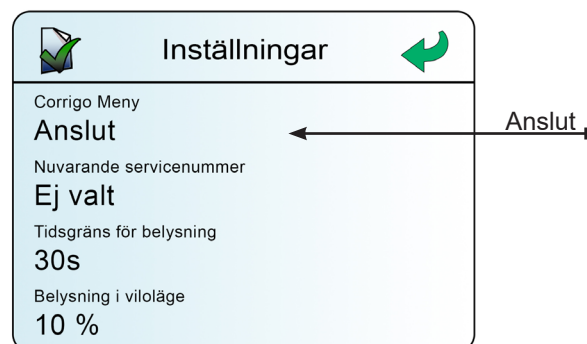 Inställningar
Corrigo Meny
Anslut
Anslut
Nuvarande servicenummer
Ej valt
Tidsgräns för belysning
30s
Belysning i viloläge
10 %